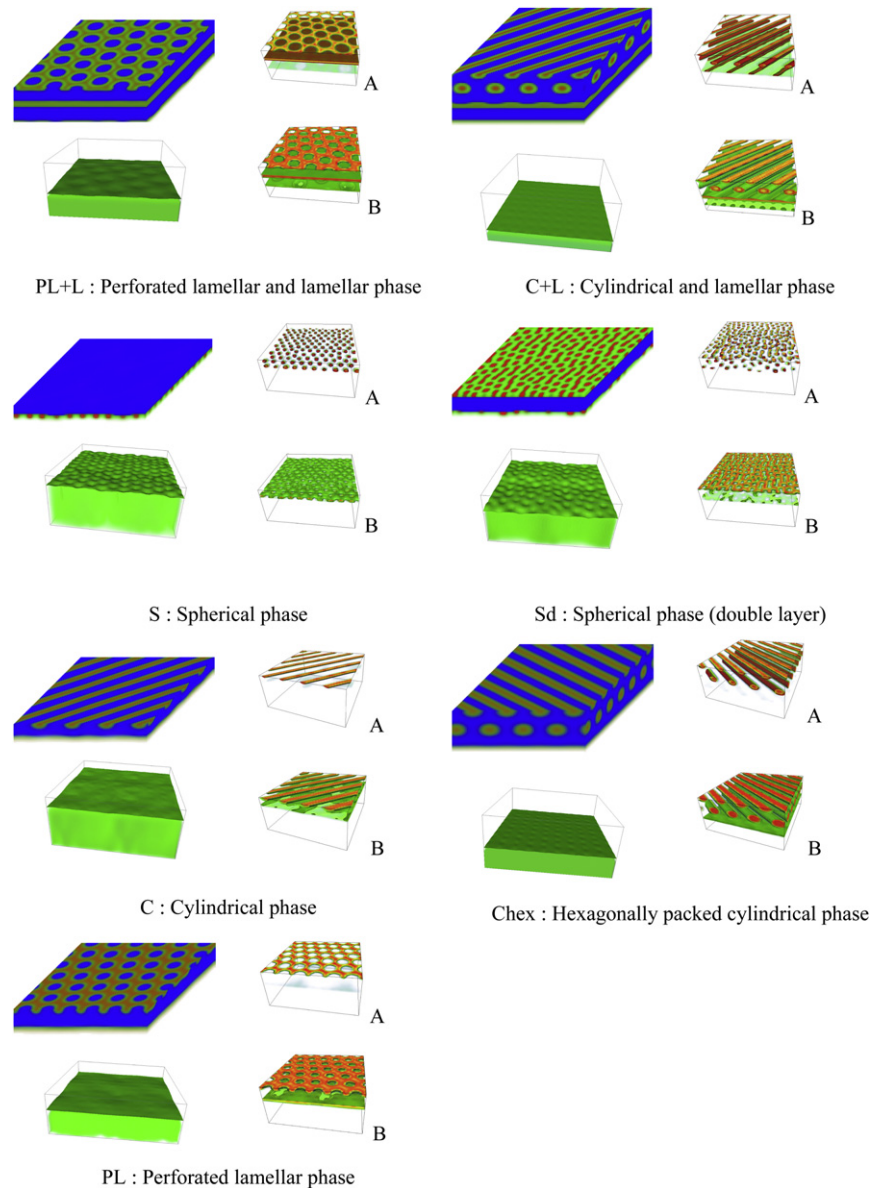 A
B
PL+L : Perforated lamellar and lamellar phase
A
B
C+L : Cylindrical and lamellar phase
A
B
S : Spherical phase
A
B
Sd : Spherical phase (double layer)
A
B
C : Cylindrical phase
A
B
Chex : Hexagonally packed cylindrical phase
A
B
PL : Perforated lamellar phase